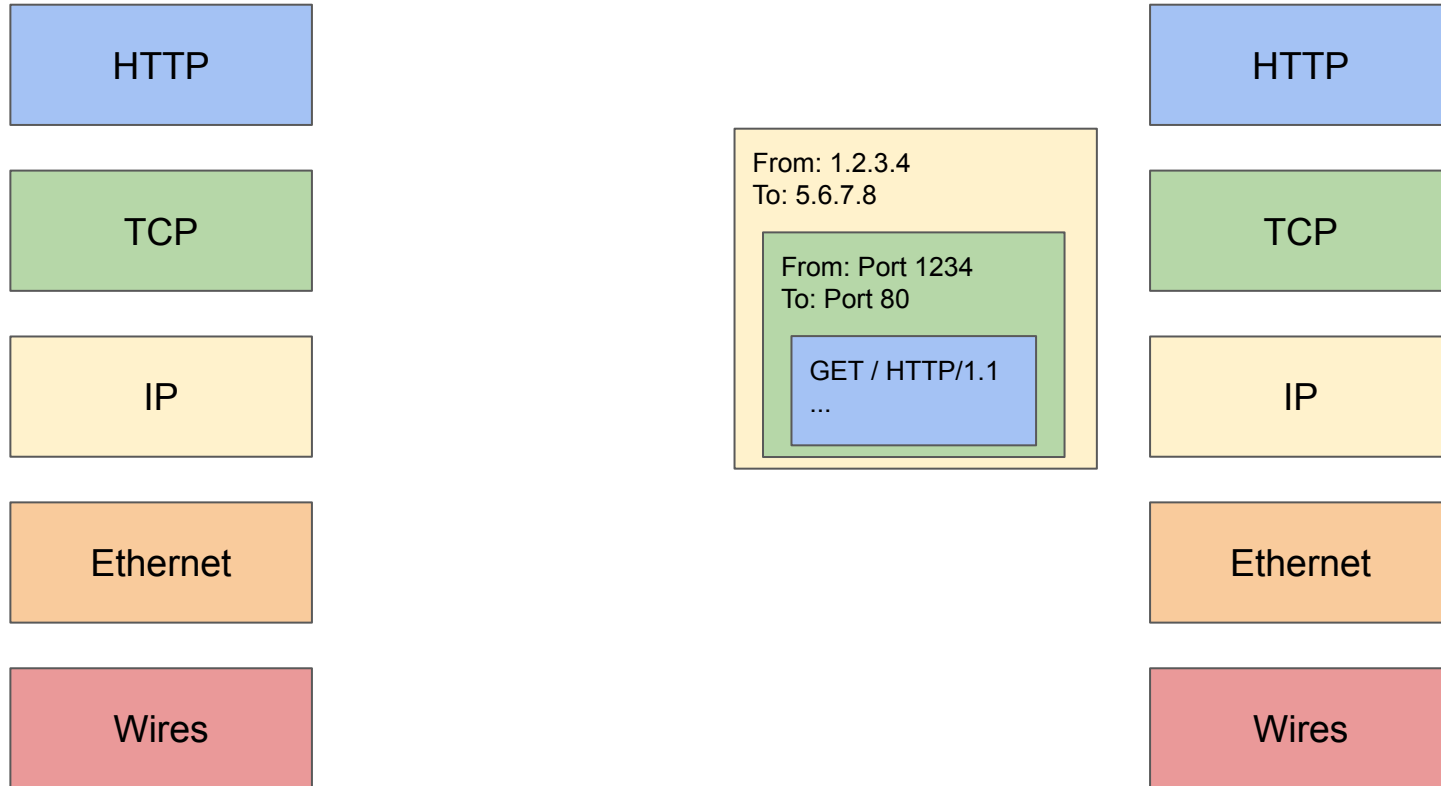 HTTP
TCP
IP
Ethernet
Wires
From: 1.2.3.4
To: 5.6.7.8
From: Port 1234
To: Port 80
GET / HTTP/1.1
...
HTTP
TCP
IP
Ethernet
Wires